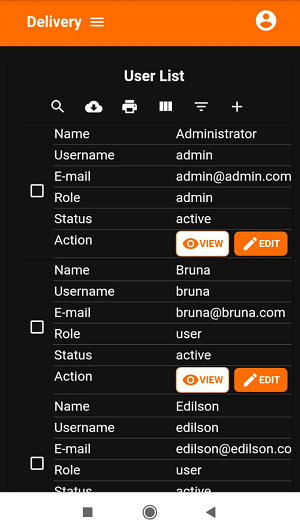 Delivery
User List
Name Administrator
Username admin
E-mail admin@admin.com
Role admin
Status active
Action VIEW EDIT
Name Bruna
Username bruna
E-mail bruna@bruna.com
Role user
Status active
Action VIEW EDIT
Name Edilson
Username edilson
E-mail edilson@edilson.co
Role user
Status active